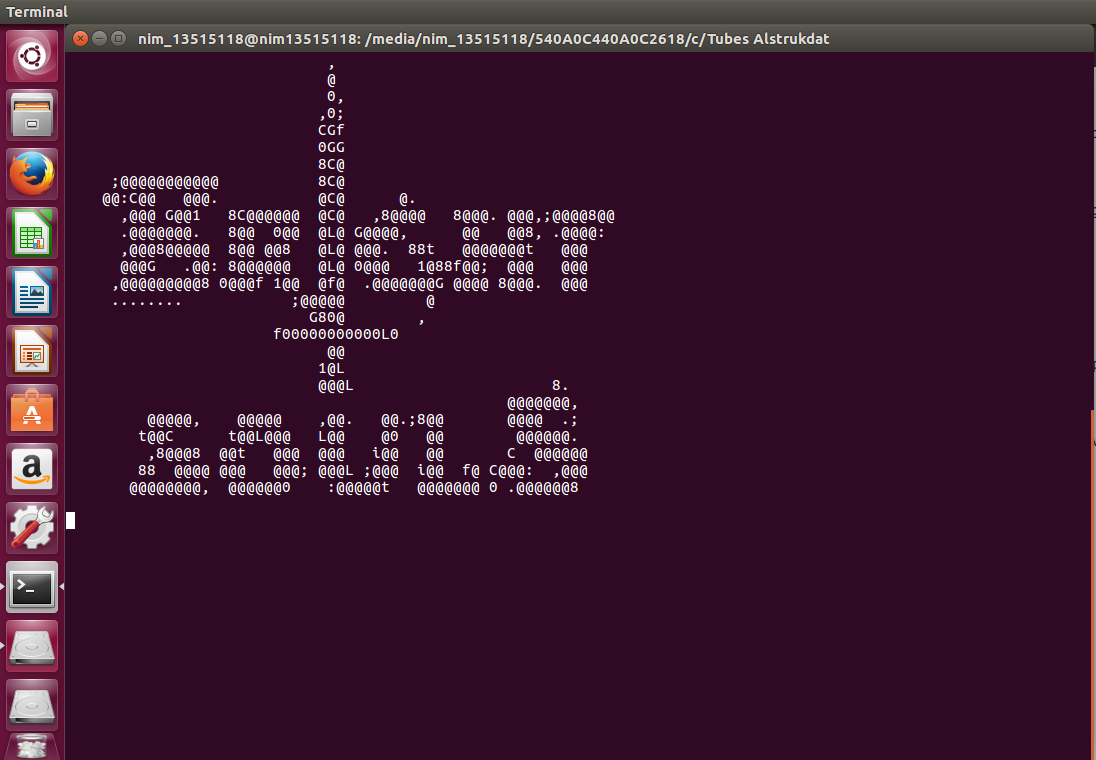 Terminal
nim_13515118@nim13515118: /media/nim_13515118/540A0C440A0C2618/c/Tubes Alstrukdat
,
@
0,
,0;
CGf
0GG
8C@
;@@@@@@@@@@@            8C@
@@:C@@   @@@.            @C@       @.
,@@@ G@@1   8C@@@@@@  @C@   ,8@@@@   8@@@. @@@,;@@@@8@@
.@@@@@@@.   8@@  0@@  @L@ G@@@@,      @@   @@8, .@@@@:
,@@@8@@@@@  8@@ @@8   @L@ @@@.  88t   @@@@@@@t   @@@
@@@G   .@@: 8@@@@@@   @L@ 0@@@   1@88f@@;  @@@   @@@
,@@@@@@@@@8 0@@@f 1@@  @f@  .@@@@@@@G @@@@ 8@@@.  @@@
........            ;@@@@@         @
G80@        ,
f00000000000L0
@@
1@L
@@@L                      8.
@@@@@@@,
@@@@@,    @@@@@    ,@@.   @@.;8@@       @@@@  .;
t@@C      t@@L@@@   L@@    @0   @@        @@@@@@.
,8@@@8  @@t   @@@  @@@   i@@   @@       C  @@@@@@
88  @@@@ @@@   @@@; @@@L ;@@@  i@@  f@ C@@@:  ,@@@
@@@@@@@@,  @@@@@@0    :@@@@@t   @@@@@@@ 0 .@@@@@@8